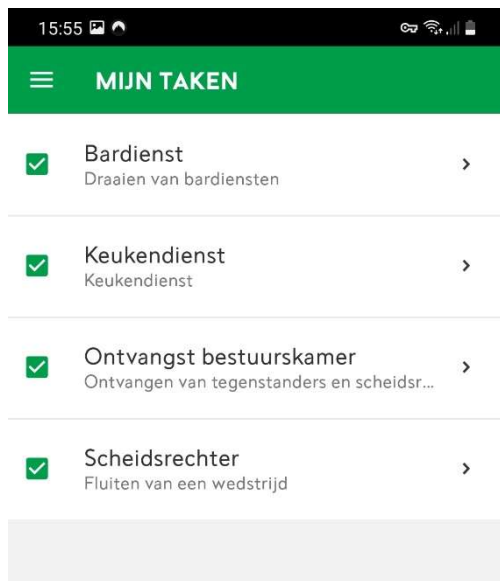 15:55
MIJN TAKEN
Bardienst
Draaien van bardiensten
Keukendienst
Keukendienst
Ontvangst bestuurskamer
Ontvangen van tegenstanders en scheidsr...
Scheidsrechter
Fluiten van een wedstrijd